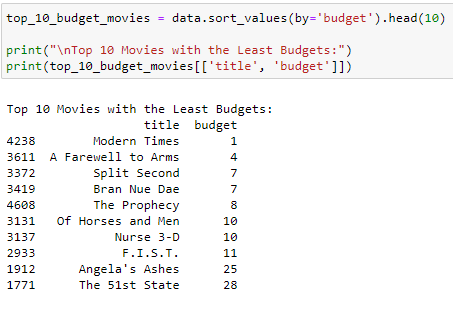 top_10_budget_movies = data.sort_values(by='budget').head(10)
print("\nTop 10 Movies with the Least Budgets:")
print(top_10_budget_movies[['title', 'budget']])
Top 10 Movies with the Least Budgets:
title budget
4238 Modern Times 1
3611 A Farewell to Arms 4
3372 Split Second 7
3419 Bran Nue Dae 7
4608 The Prophecy 8
3131 Of Horses and Men 10
3137 Nurse 3-D 10
2933 F.I.S.T. 11
1912 Angela's Ashes 25
1771 The 51st State 28